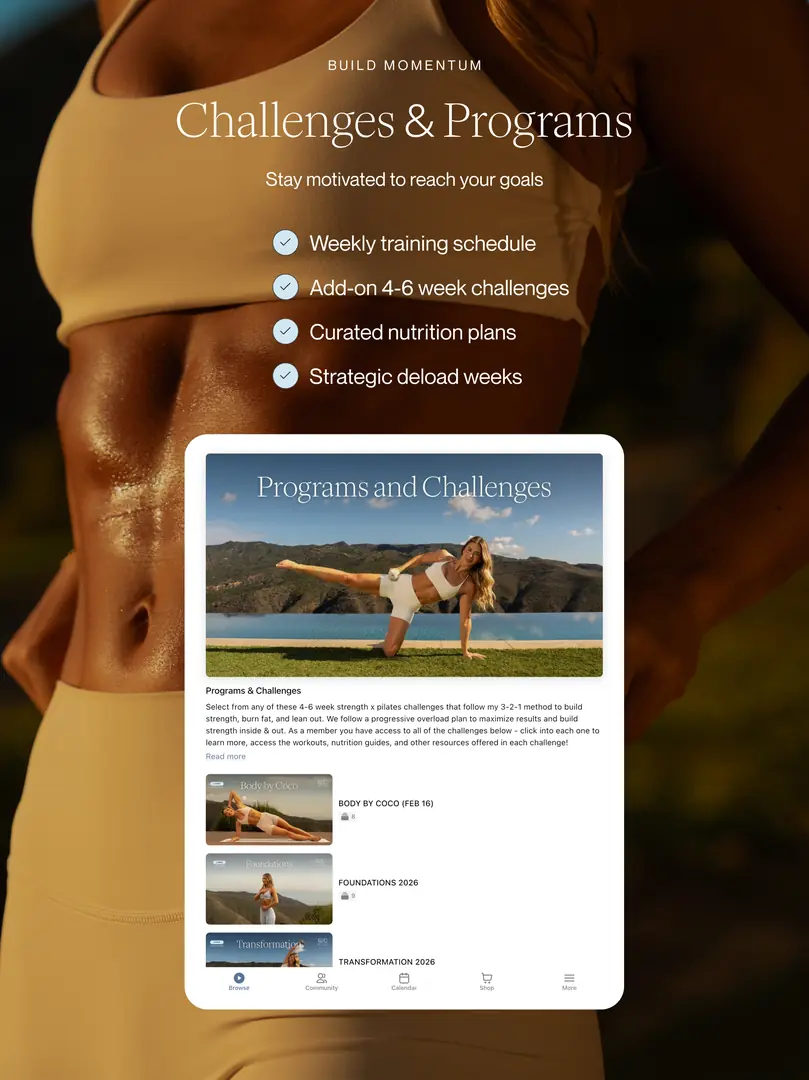 BUILD MOMENTUM
Challenges & Programs
Stay motivated to reach your goals
Weekly training schedule
Add-on 4-6 week challenges
Curated nutrition plans
Strategic deload weeks
Programs and Challenges
Programs & Challenges
Select from any of these 4-6 week strength x pilates challenges that follow my 3-2-1 method to build
strength, burn fat, and lean out. We follow a progressive overload plan to maximize results and build
strength inside & out. As a member you have access to all of the challenges below - click into each one to
learn more, access the workouts, nutrition guides, and other resources offered in each challenge!
Read more
Body by Coco
BODY BY COCO (FEB 16)
8
Foundations
FOUNDATIONS 2026
9
Transformation
TRANSFORMATION 2026
Browse
Community
Calendar
Shop
More